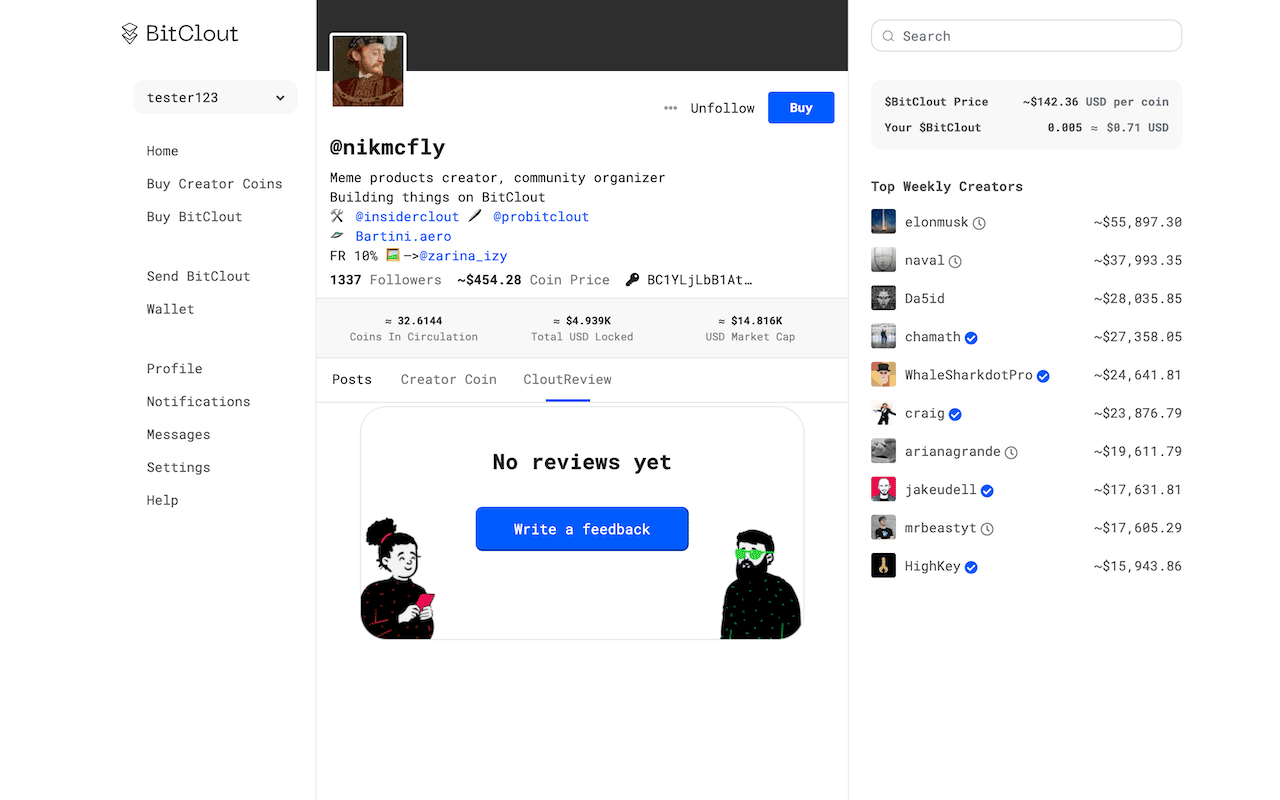 BitClout
tester123
Home
Buy Creator Coins
Buy BitClout
Send BitClout
Wallet
Profile
Notifications
Messages
Settings
Help
Unfollow
Buy
@nikmcfly
Meme products creator, community organizer
Building things on BitClout
🛠 @insiderclout 🖋 @probitclout
🪐 Bartini.aero
FR 10% 🖼—>@zarina_izy
1337 Followers ~$454.28 Coin Price 🔑 BC1YLjLbB1At…
≈ 32.6144
Coins In Circulation
≈ $4.939K
Total USD Locked
≈ $14.816K
USD Market Cap
Posts Creator Coin CloutReview
No reviews yet
Write a feedback
Search
$BitClout Price ~$142.36 USD per coin
Your $BitClout 0.005 ≈ $0.71 USD
Top Weekly Creators
elonmusk ~$55,897.30
naval ~$37,993.35
Da5id ~$28,035.85
chamath ~$27,358.05
WhaleSharkdotPro ~$24,641.81
craig ~$23,876.79
arianagrande ~$19,611.79
jakeudell ~$17,631.81
mrbeastyt ~$17,605.29
HighKey ~$15,943.86